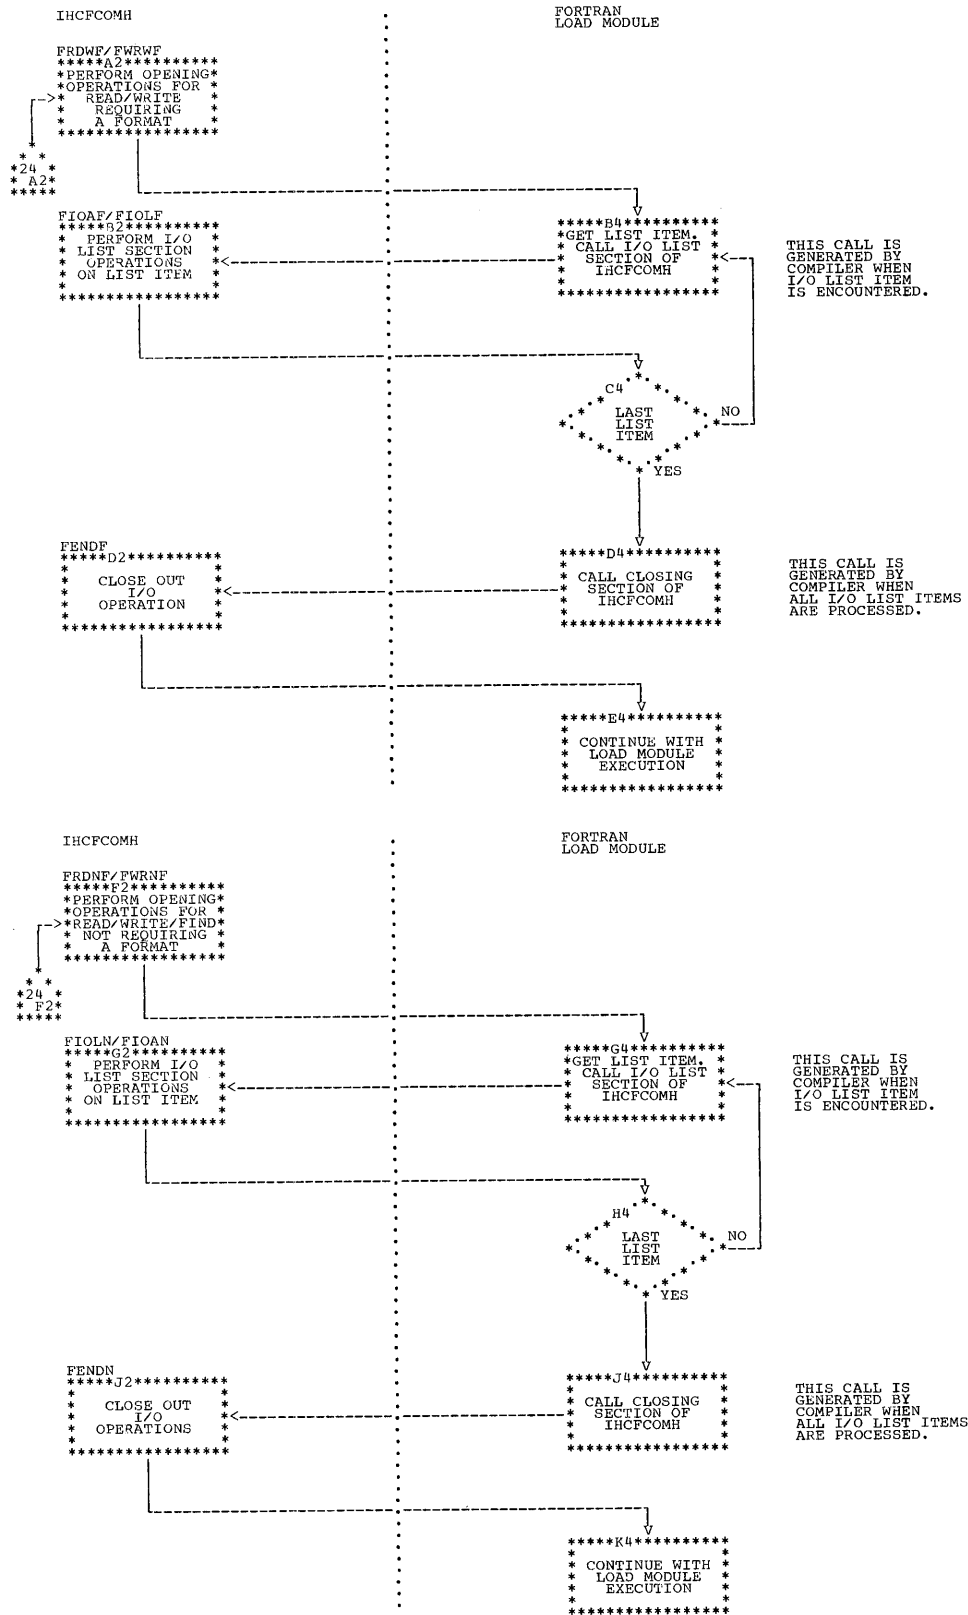 IHCFCOMH
FORTRAN
LOAD MODULE
FRDWF/FWRWF
*****A2**********
*PERFORM OPENING*
*OPERATIONS FOR *
* READ/WRITE *
* REQUIRING *
* A FORMAT *
*****************
24
A2
FIOAF/FIOLF
*****B2**********
* PERFORM I/O *
* LIST SECTION *
* OPERATIONS *
* ON LIST ITEM *
*****************
*****B4**********
*GET LIST ITEM. *
* CALL I/O LIST *
* SECTION OF *
* IHCFCOMH *
*****************
THIS CALL IS
GENERATED BY
COMPILER WHEN
I/O LIST ITEM
IS ENCOUNTERED.
C4
LAST
LIST
ITEM
NO
YES
FENDF
*****D2**********
* CLOSE OUT *
* I/O *
* OPERATION *
*****************
*****D4**********
* CALL CLOSING *
* SECTION OF *
* IHCFCOMH *
*****************
THIS CALL IS
GENERATED BY
COMPILER WHEN
ALL I/O LIST ITEMS
ARE PROCESSED.
*****E4**********
* CONTINUE WITH *
* LOAD MODULE *
* EXECUTION *
*****************
IHCFCOMH
FORTRAN
LOAD MODULE
FRDNF/FWRNF
*****F2**********
*PERFORM OPENING*
*OPERATIONS FOR *
*READ/WRITE/FIND*
* NOT REQUIRING *
* A FORMAT *
*****************
24
F2
FIOLN/FIOAN
*****G2**********
* PERFORM I/O *
* LIST SECTION *
* OPERATIONS *
* ON LIST ITEM *
*****************
*****G4**********
*GET LIST ITEM. *
* CALL I/O LIST *
* SECTION OF *
* IHCFCOMH *
*****************
THIS CALL IS
GENERATED BY
COMPILER WHEN
I/O LIST ITEM
IS ENCOUNTERED.
H4
LAST
LIST
ITEM
NO
YES
FENDN
*****J2**********
* CLOSE OUT *
* I/O *
* OPERATIONS *
*****************
*****J4**********
* CALL CLOSING *
* SECTION OF *
* IHCFCOMH *
*****************
THIS CALL IS
GENERATED BY
COMPILER WHEN
ALL I/O LIST ITEMS
ARE PROCESSED.
*****K4**********
* CONTINUE WITH *
* LOAD MODULE *
* EXECUTION *
*****************